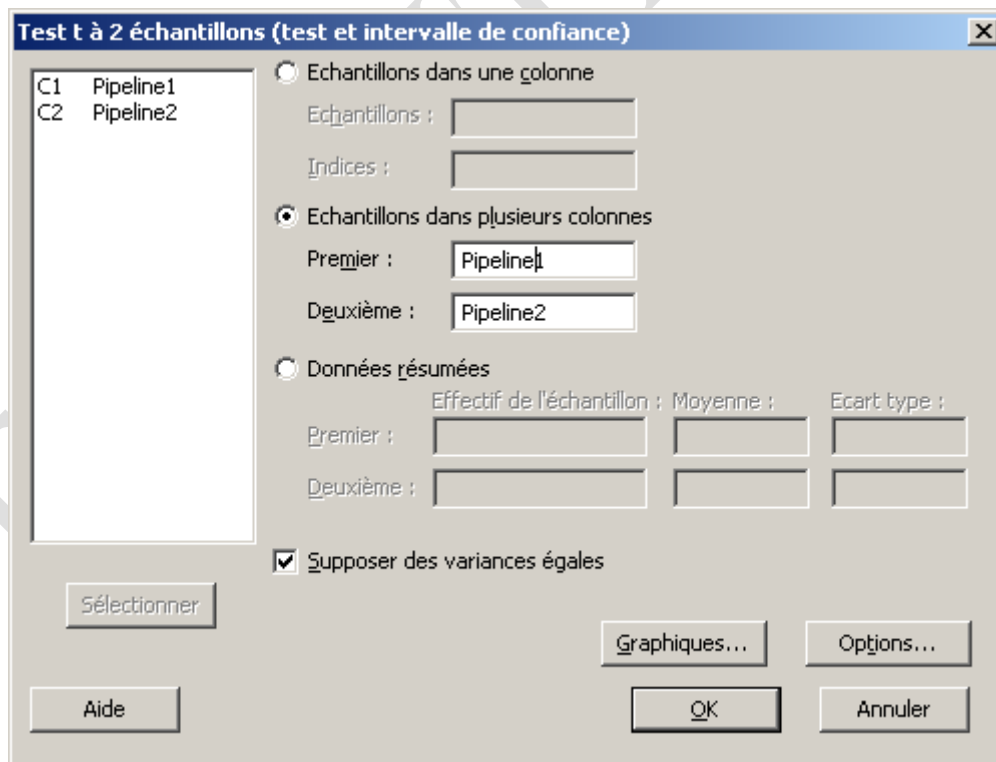 Test t à 2 échantillons (test et intervalle de confiance)
C1 Pipeline1
C2 Pipeline2
Echantillons dans une colonne
Echantillons :
Indices :
Echantillons dans plusieurs colonnes
Premier : Pipeline1
Deuxième : Pipeline2
Données résumées
Effectif de l'échantillon : Moyenne : Ecart type :
Premier :
Deuxième :
Supposer des variances égales
Sélectionner
Graphiques... Options...
Aide OK Annuler